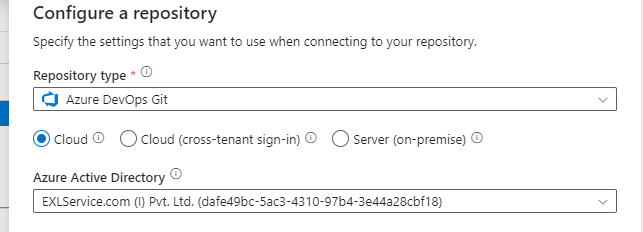 Configure a repository
Specify the settings that you want to use when connecting to your repository.
Repository type *
Azure DevOps Git
Cloud Cloud (cross-tenant sign-in) Server (on-premise)
Azure Active Directory
EXLService.com (I) Pvt. Ltd. (dafe49bc-5ac3-4310-97b4-3e44a28cbf18)